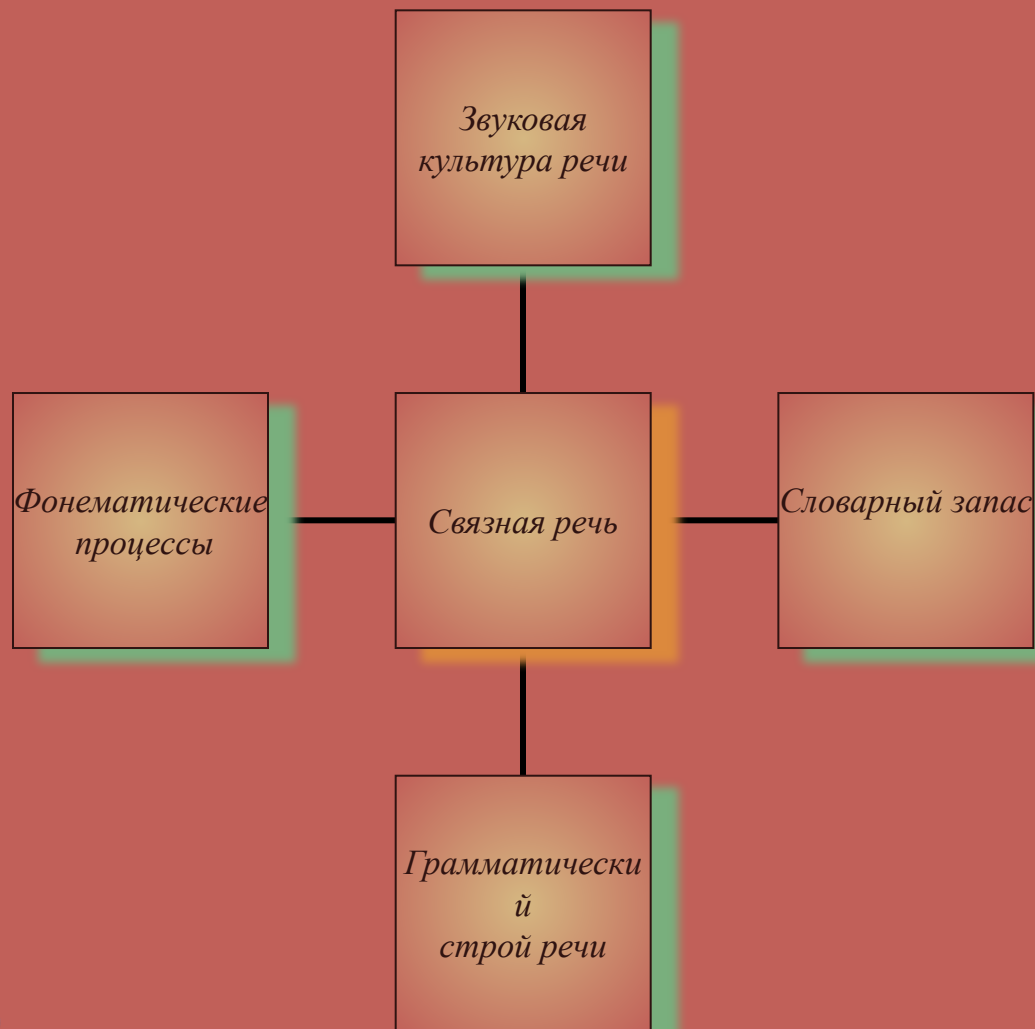 Звуковая
культура речи
Фонематические
процессы
Связная речь
Словарный запас
Грамматически
й
строй речи